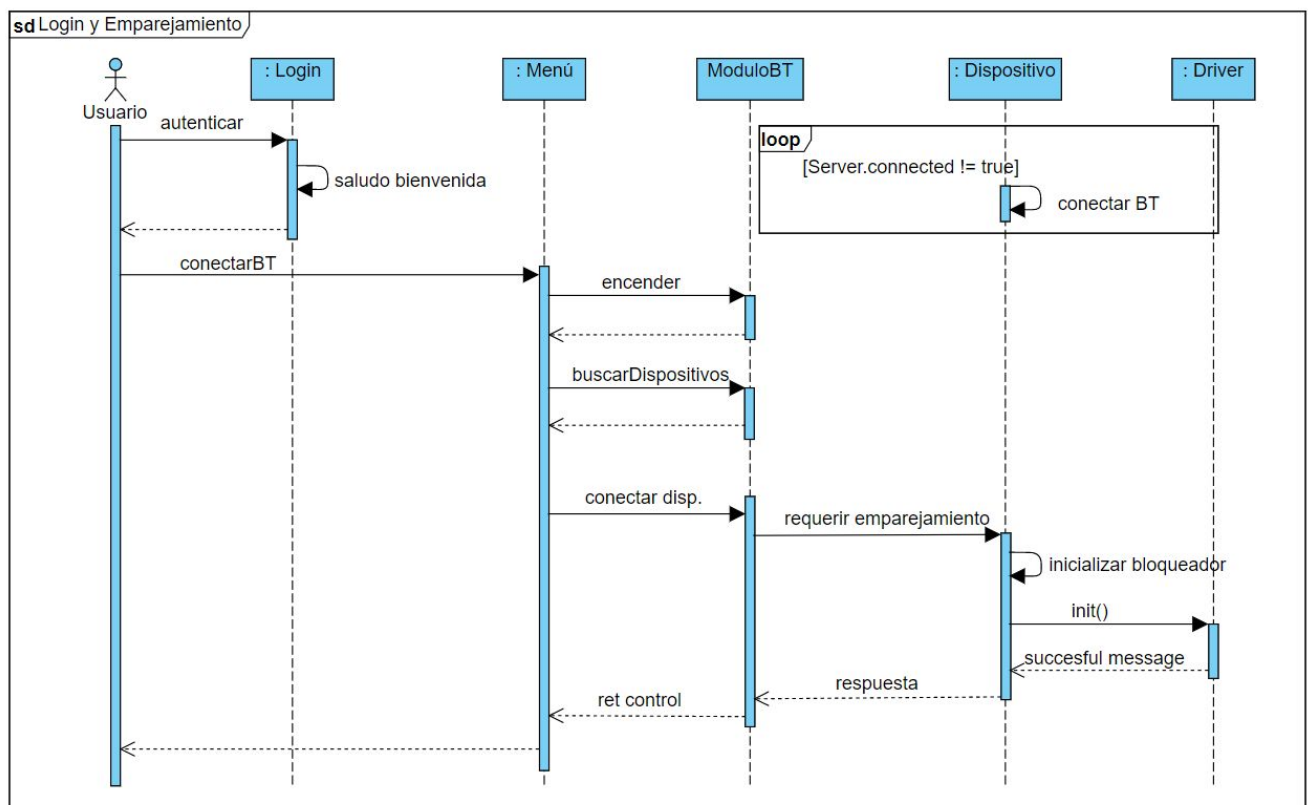 sd Login y Emparejamiento
: Login
: Menú
ModuloBT
: Dispositivo
: Driver
Usuario
autenticar
loop
[Server.connected != true]
saludo bienvenida
conectar BT
conectarBT
encender
buscarDispositivos
conectar disp.
requerir emparejamiento
inicializar bloqueador
init()
succesful message
respuesta
ret control